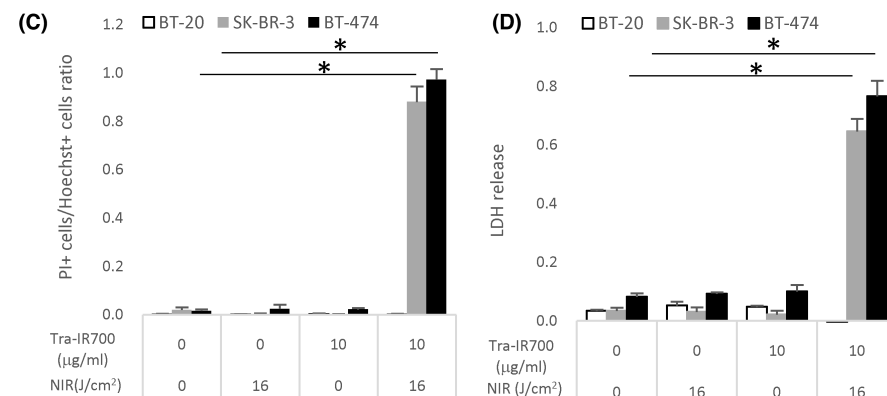 (C)
BT-20 SK-BR-3 BT-474
*
*
PI+ cells/Hoechst+ cells ratio
1.2
1.0
0.8
0.6
0.4
0.2
0.0
Tra-IR700 (μg/ml) 0 0 10 10
NIR(J/cm²) 0 16 0 16
(D)
BT-20 SK-BR-3 BT-474
*
*
LDH release
1.0
0.8
0.6
0.4
0.2
0.0
Tra-IR700 (μg/ml) 0 0 10 10
NIR (J/cm²) 0 16 0 16